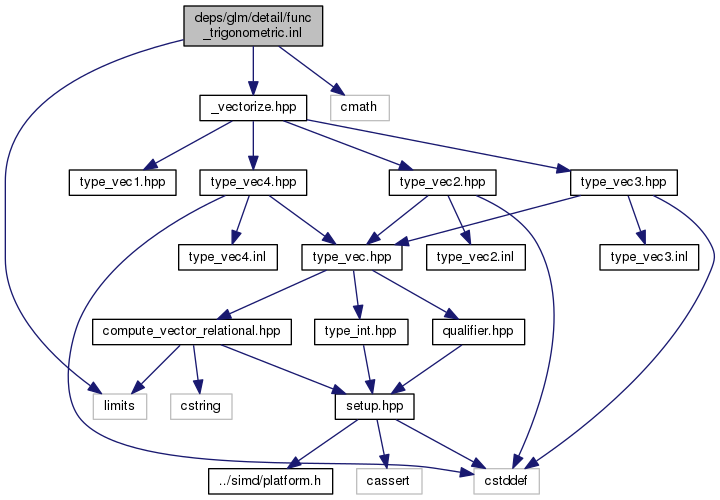 deps/glm/detail/func
_trigonometric.inl
_vectorize.hpp
cmath
type_vec1.hpp
type_vec4.hpp
type_vec2.hpp
type_vec3.hpp
type_vec4.inl
type_vec.hpp
type_vec2.inl
type_vec3.inl
compute_vector_relational.hpp
type_int.hpp
qualifier.hpp
limits
cstring
setup.hpp
../simd/platform.h
cassert
cstddef